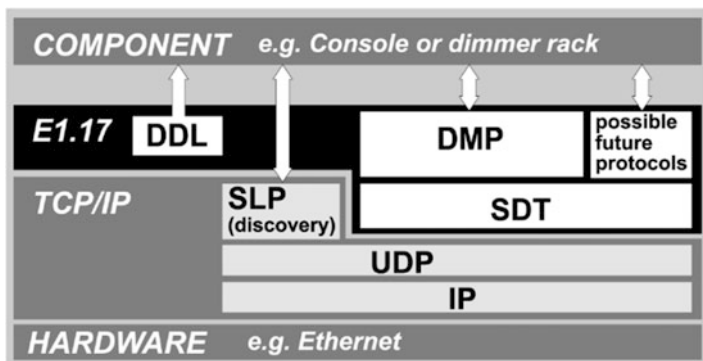 COMPONENT e.g. Console or dimmer rack
E1.17
DDL
DMP
possible
future
protocols
TCP/IP
SLP
(discovery)
SDT
UDP
IP
HARDWARE e.g. Ethernet